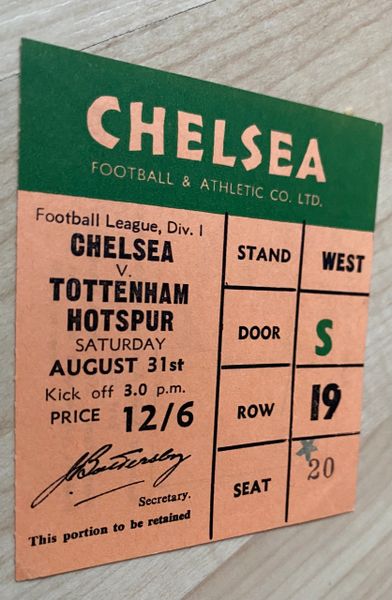 CHELSEA
FOOTBALL & ATHLETIC CO. LTD.
Football League, Div. I
CHELSEA
V.
TOTTENHAM
HOTSPUR
SATURDAY
AUGUST 31st
Kick off 3.0 p.m.
PRICE 12/6
J. Battersby
Secretary.
This portion to be retained
STAND WEST
DOOR S
ROW 19
SEAT 20